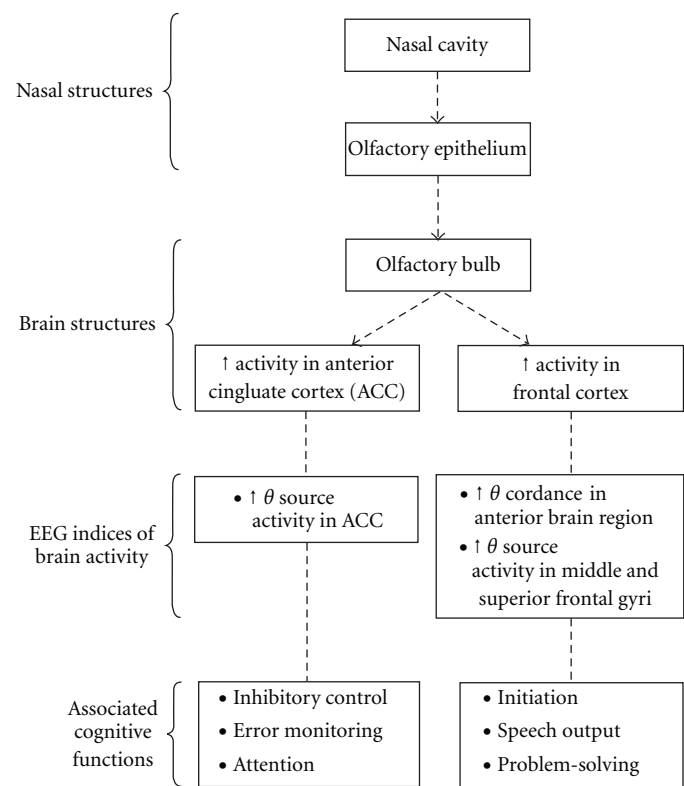 Nasal structures
Nasal cavity
Olfactory epithelium
Brain structures
Olfactory bulb
↑ activity in anterior
cingluate cortex (ACC)
↑ activity in
frontal cortex
EEG indices of
brain activity
• ↑ θ source
activity in ACC
• ↑ θ cordance in
anterior brain region
• ↑ θ source
activity in middle and
superior frontal gyri
Associated
cognitive
functions
• Inhibitory control
• Error monitoring
• Attention
• Initiation
• Speech output
• Problem-solving